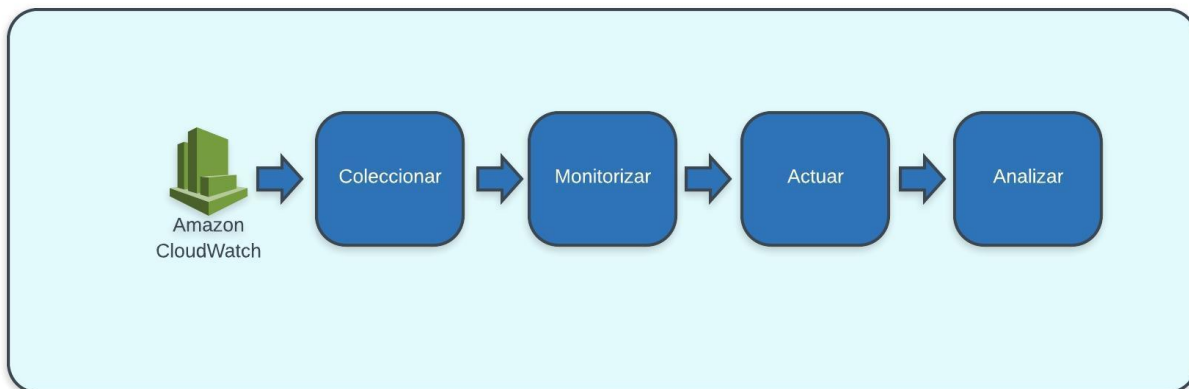 Amazon
CloudWatch
Coleccionar
Monitorizar
Actuar
Analizar